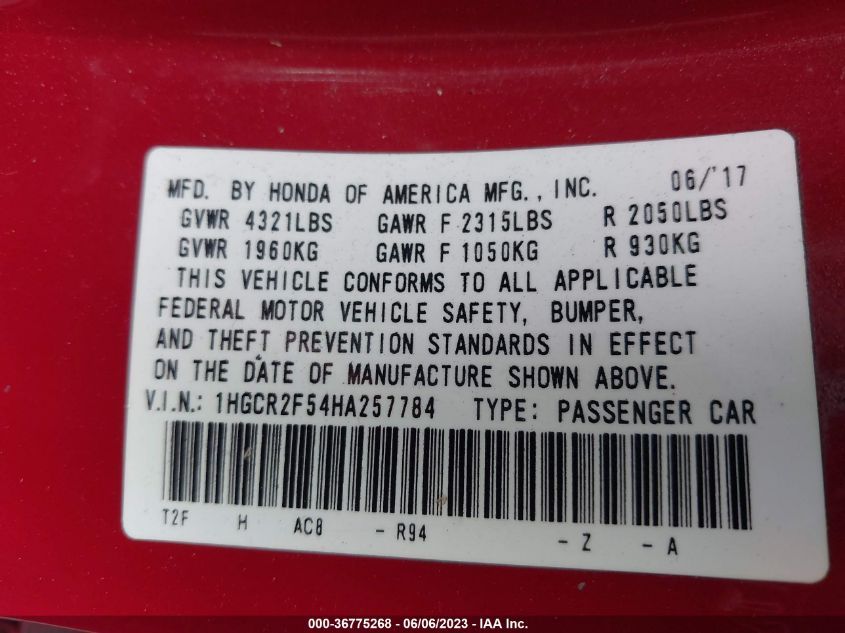 MFD. BY HONDA OF AMERICA MFG., INC. 06/'17
GVWR 4321LBS GAWR F 2315LBS R 2050LBS
GVWR 1960KG GAWR F 1050KG R 930KG
THIS VEHICLE CONFORMS TO ALL APPLICABLE
FEDERAL MOTOR VEHICLE SAFETY, BUMPER,
AND THEFT PREVENTION STANDARDS IN EFFECT
ON THE DATE OF MANUFACTURE SHOWN ABOVE.
V.I.N.: 1HGCR2F54HA257784 TYPE: PASSENGER CAR
T2F H AC8 - R94 - Z - A
000-36775268 - 06/06/2023 - IAA Inc.